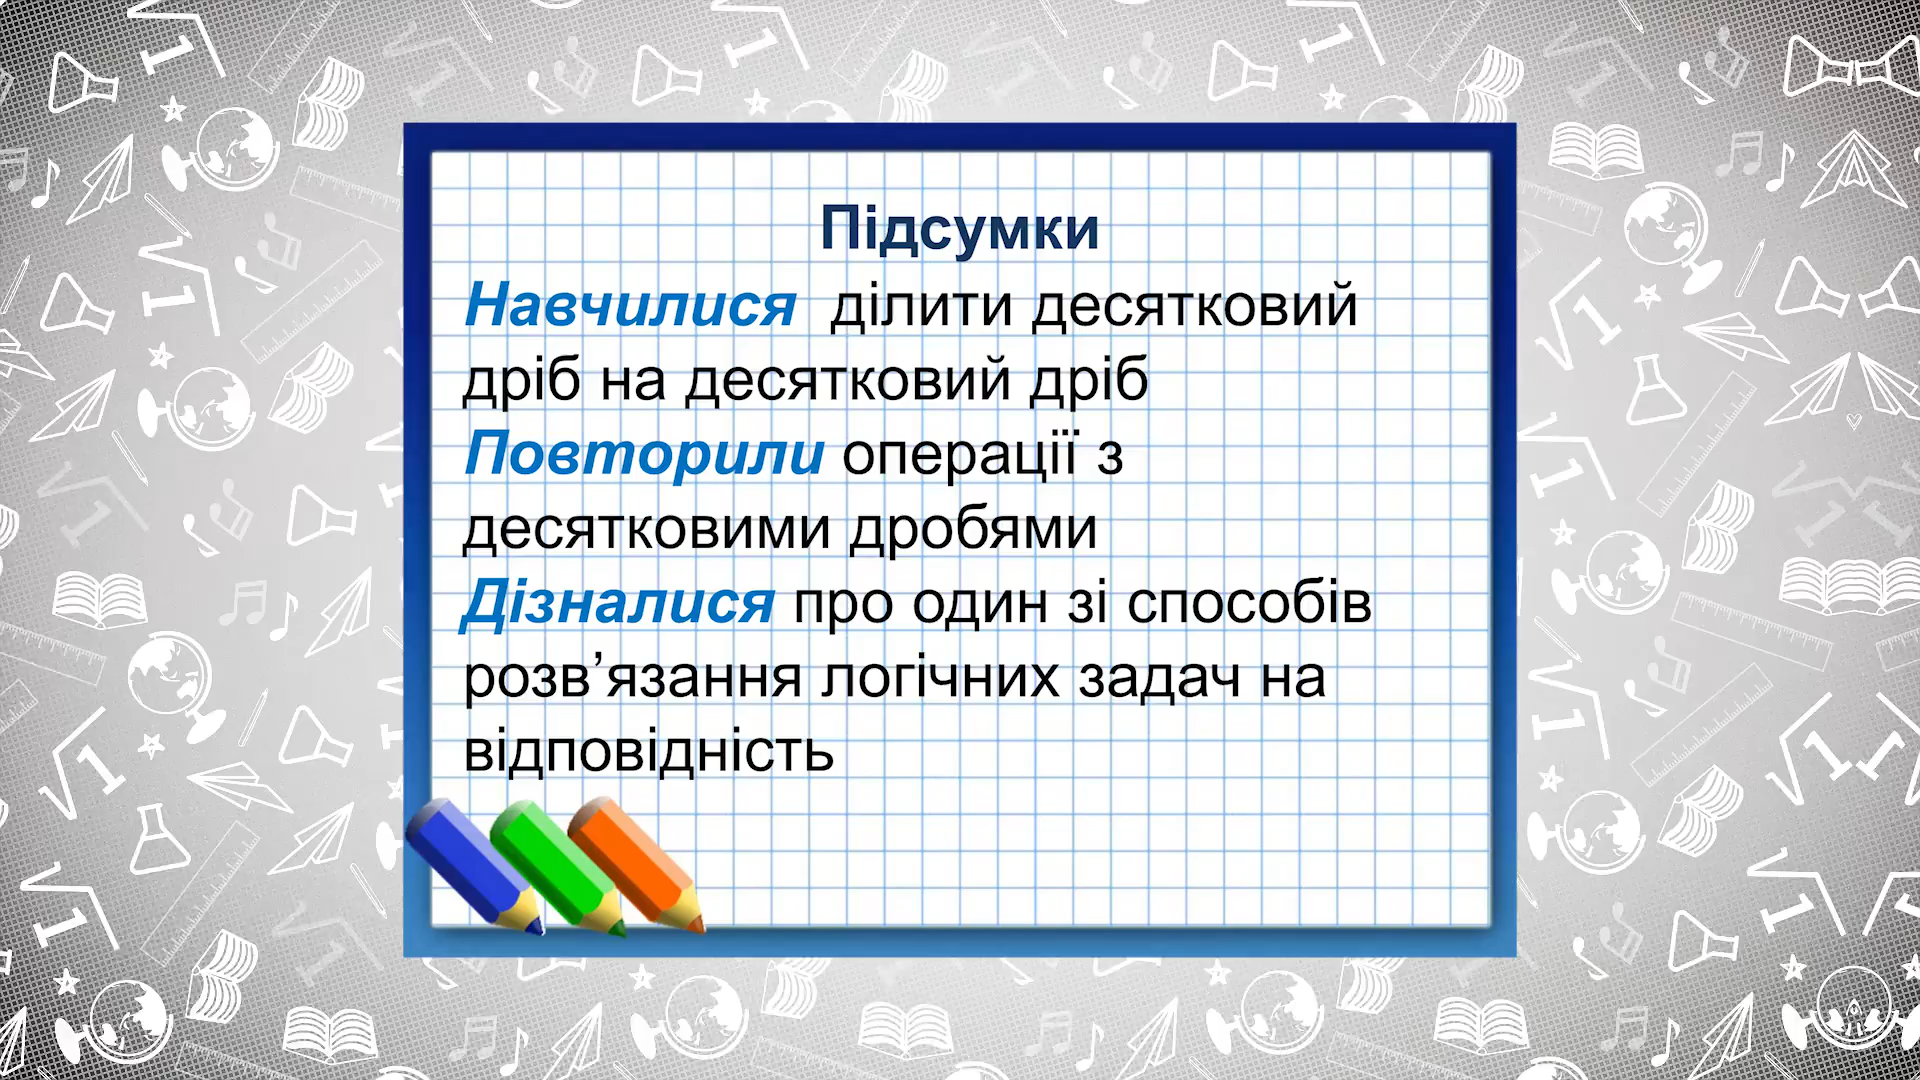 Підсумки
Навчилися ділити десятковий
дріб на десятковий дріб
Повторили операції з
десятковими дробями
Дізналися про один зі способів
розв’язання логічних задач на
відповідність